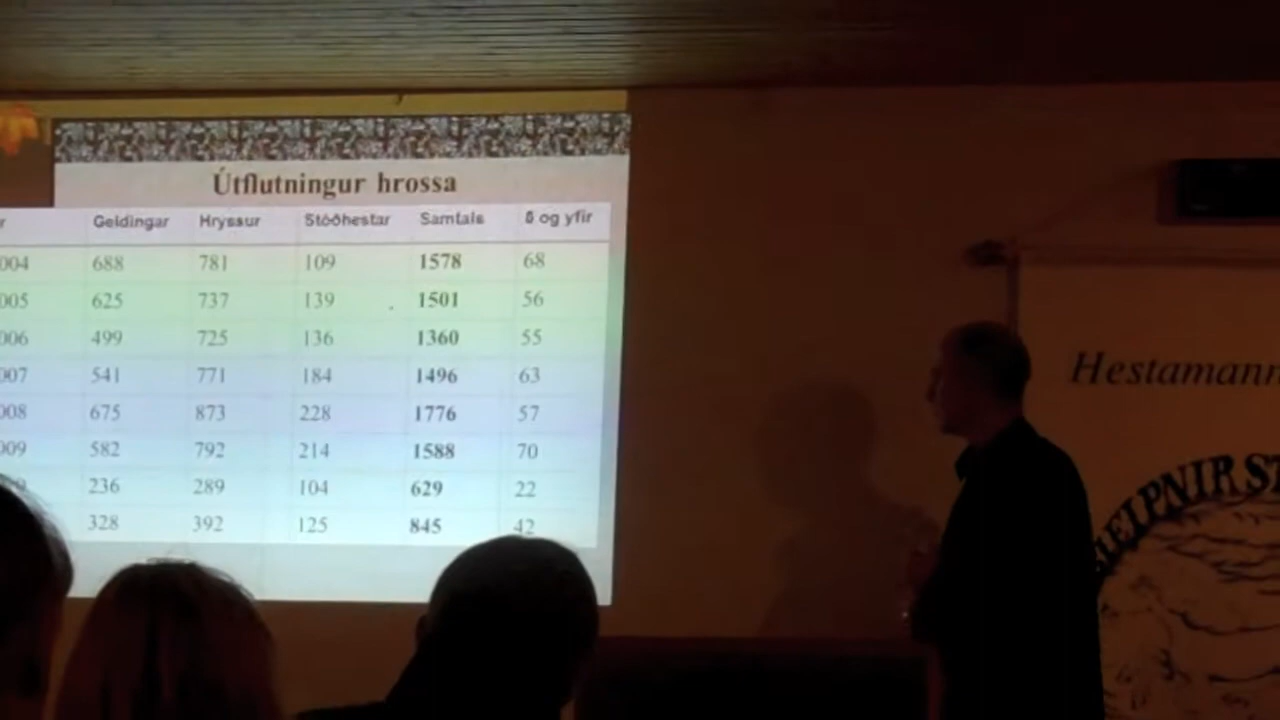 Útflutningur hrossa
r Geldingar Hryssur Stóðhestar Samtals 8 og yfir
004 688 781 109 1578 68
005 625 737 139 1501 56
006 499 725 136 1360 55
007 541 771 184 1496 63
008 675 873 228 1776 57
009 582 792 214 1588 70
236 289 104 629 22
328 392 125 845 42
Hestamann
LEIPNIR ST